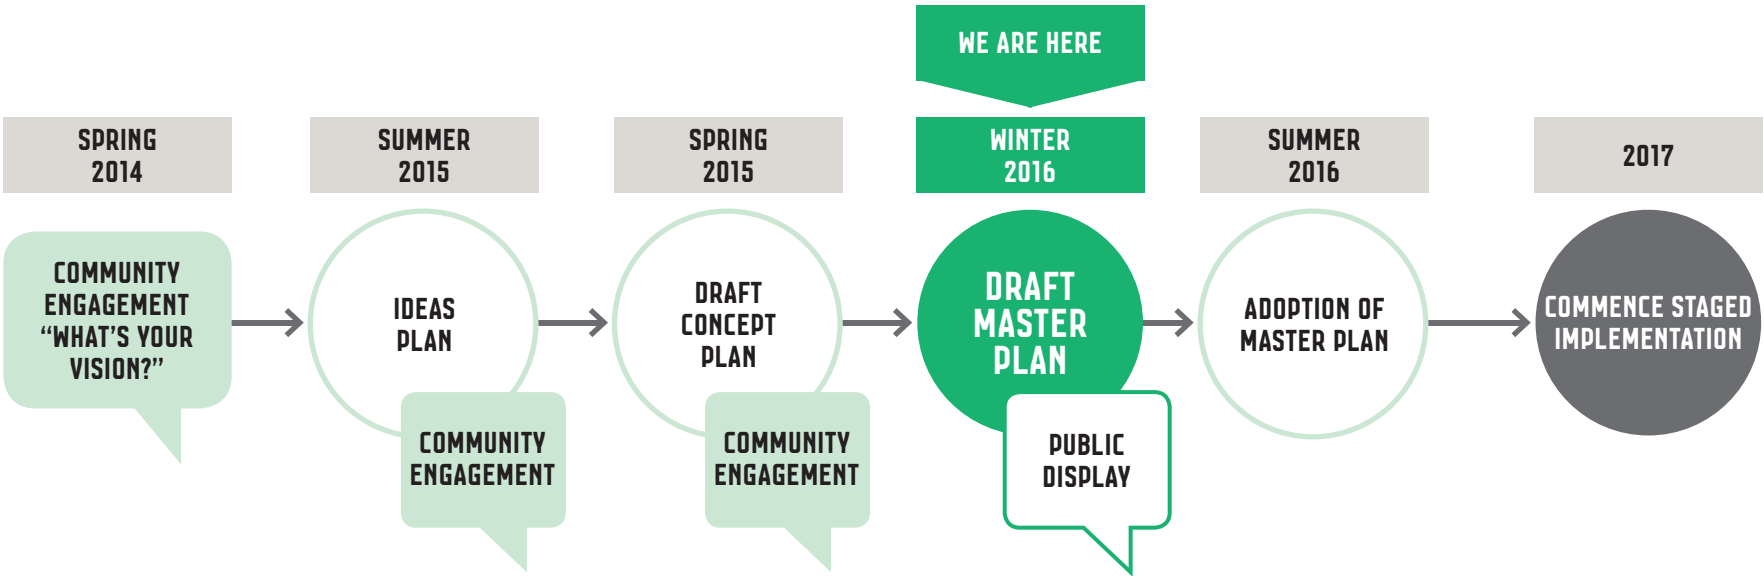 WE ARE HERE
SPRING
2014
SUMMER
2015
SPRING
2015
WINTER
2016
SUMMER
2016
2017
COMMUNITY
ENGAGEMENT
“WHAT’S YOUR
VISION?”
IDEAS
PLAN
COMMUNITY
ENGAGEMENT
DRAFT
CONCEPT
PLAN
COMMUNITY
ENGAGEMENT
DRAFT
MASTER
PLAN
PUBLIC
DISPLAY
ADOPTION OF
MASTER PLAN
COMMENCE STAGED
IMPLEMENTATION